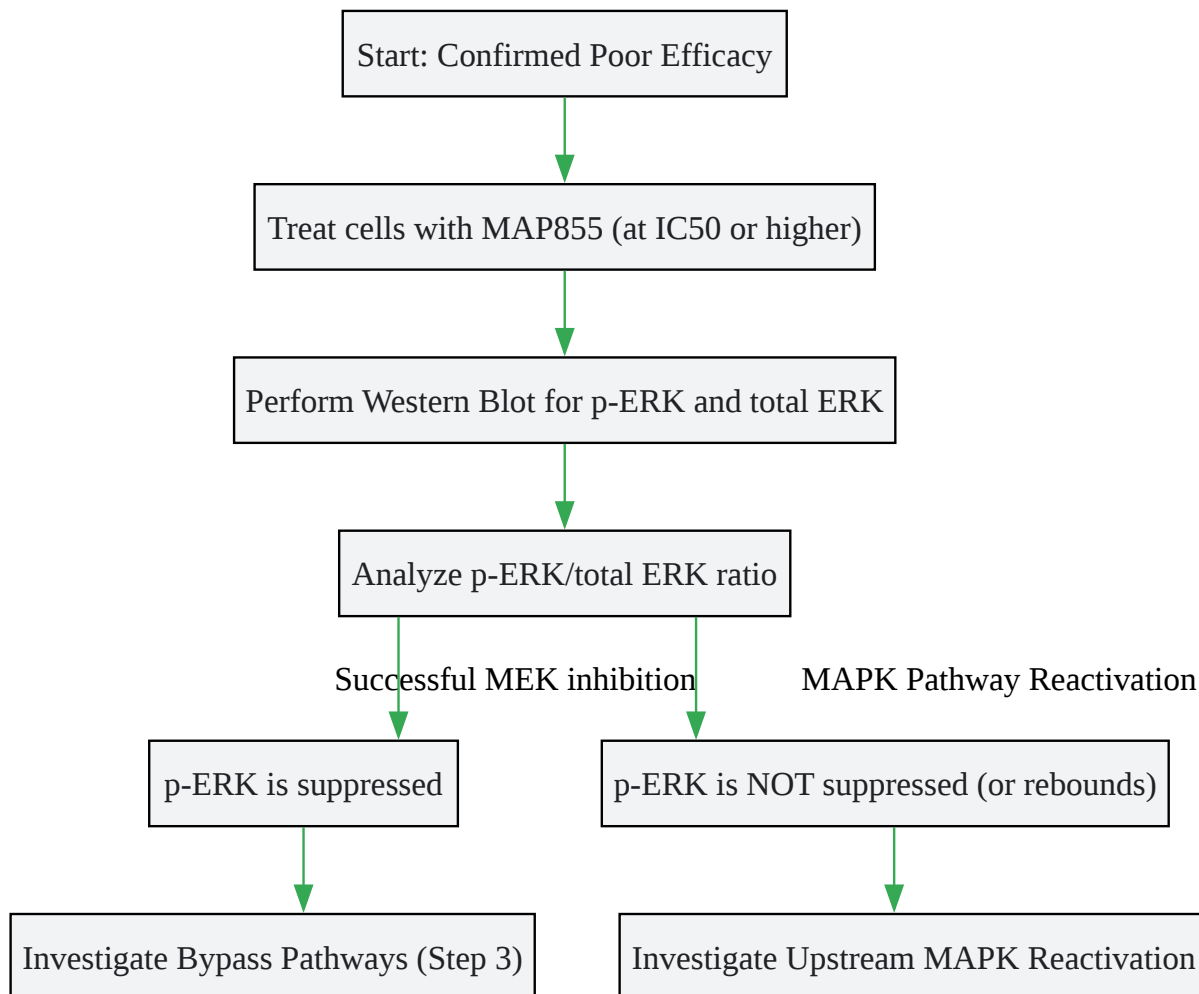 Start: Confirmed Poor Efficacy
Treat cells with MAP855 (at IC50 or higher)
Perform Western Blot for p-ERK and total ERK
Analyze p-ERK/total ERK ratio
Successful MEK inhibition
MAPK Pathway Reactivation
p-ERK is suppressed
p-ERK is NOT suppressed (or rebounds)
Investigate Bypass Pathways (Step 3)
Investigate Upstream MAPK Reactivation